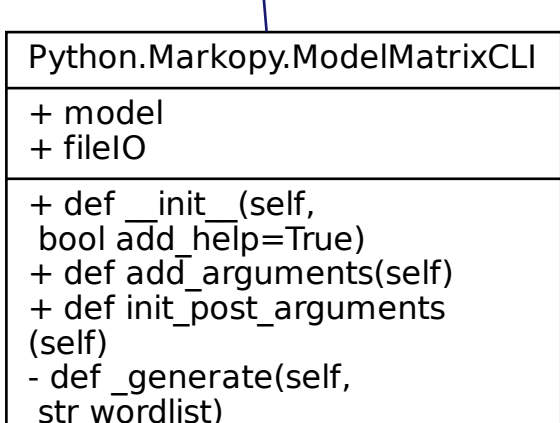 Python.Markopy.ModelMatrixCLI
+ model
+ fileIO
+ def __init__(self,
bool add_help=True)
+ def add_arguments(self)
+ def init_post_arguments
(self)
- def _generate(self,
str wordlist)